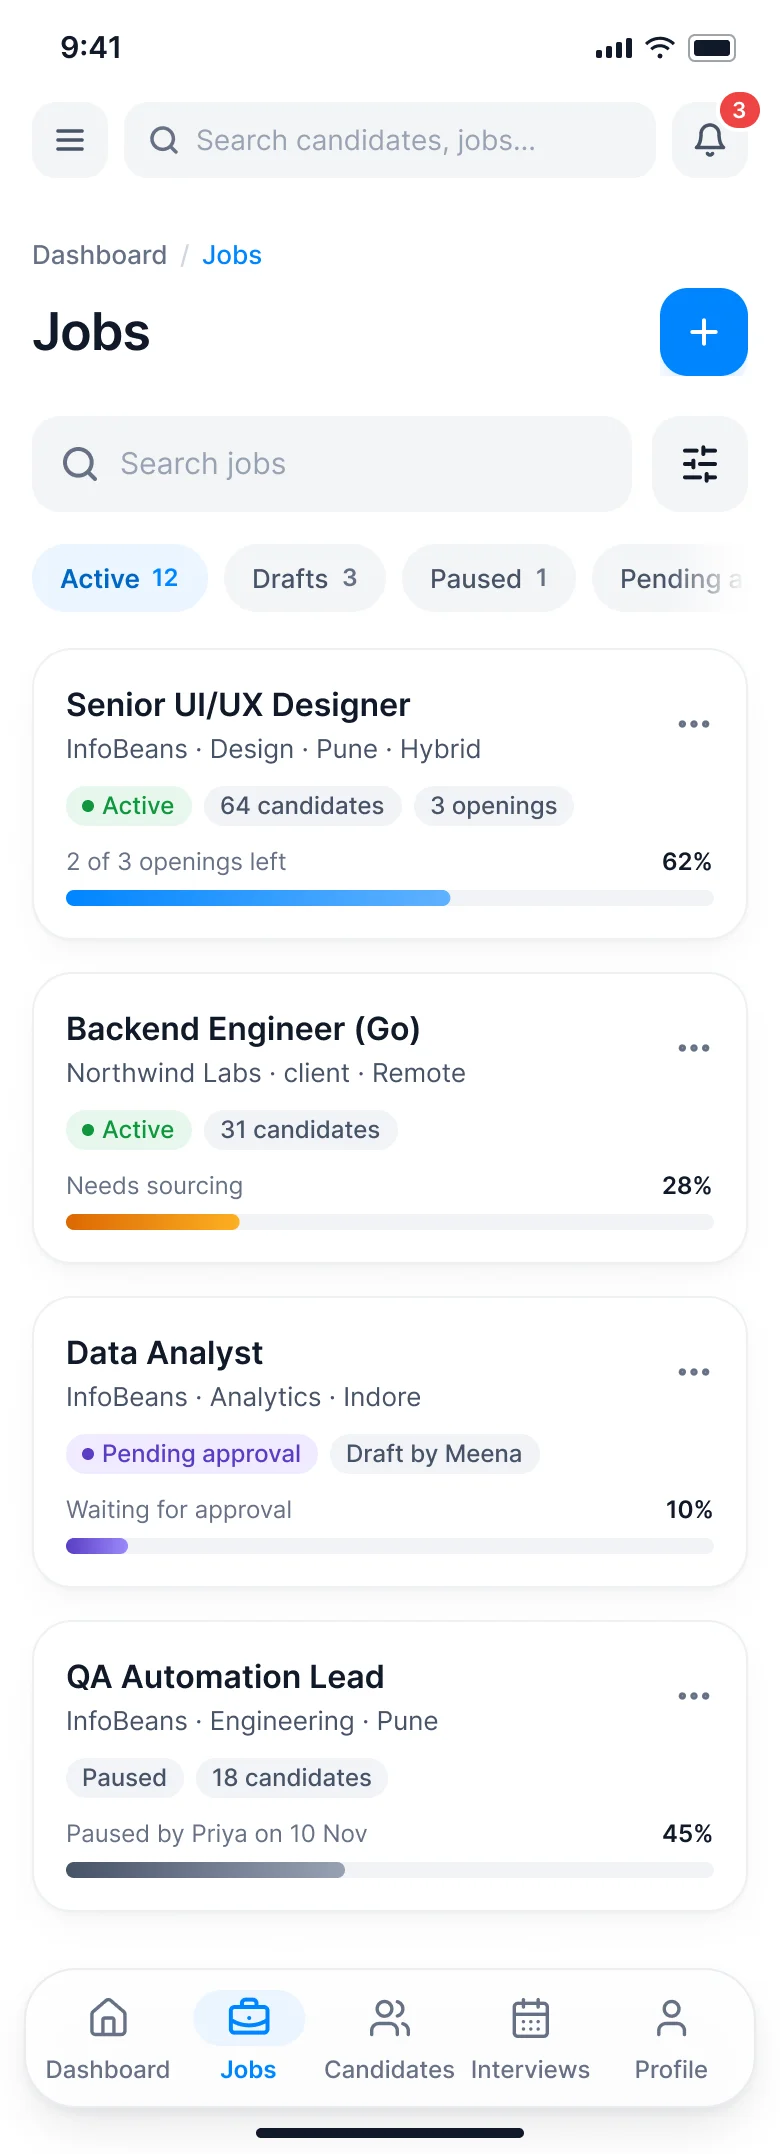 9:41
Search candidates, jobs...
3
Dashboard / Jobs
Jobs
Search jobs
Active 12 Drafts 3 Paused 1 Pending a
Senior UI/UX Designer
InfoBeans · Design · Pune · Hybrid
Active 64 candidates 3 openings
2 of 3 openings left 62%
Backend Engineer (Go)
Northwind Labs · client · Remote
Active 31 candidates
Needs sourcing 28%
Data Analyst
InfoBeans · Analytics · Indore
Pending approval Draft by Meena
Waiting for approval 10%
QA Automation Lead
InfoBeans · Engineering · Pune
Paused 18 candidates
Paused by Priya on 10 Nov 45%
Dashboard Jobs Candidates Interviews Profile